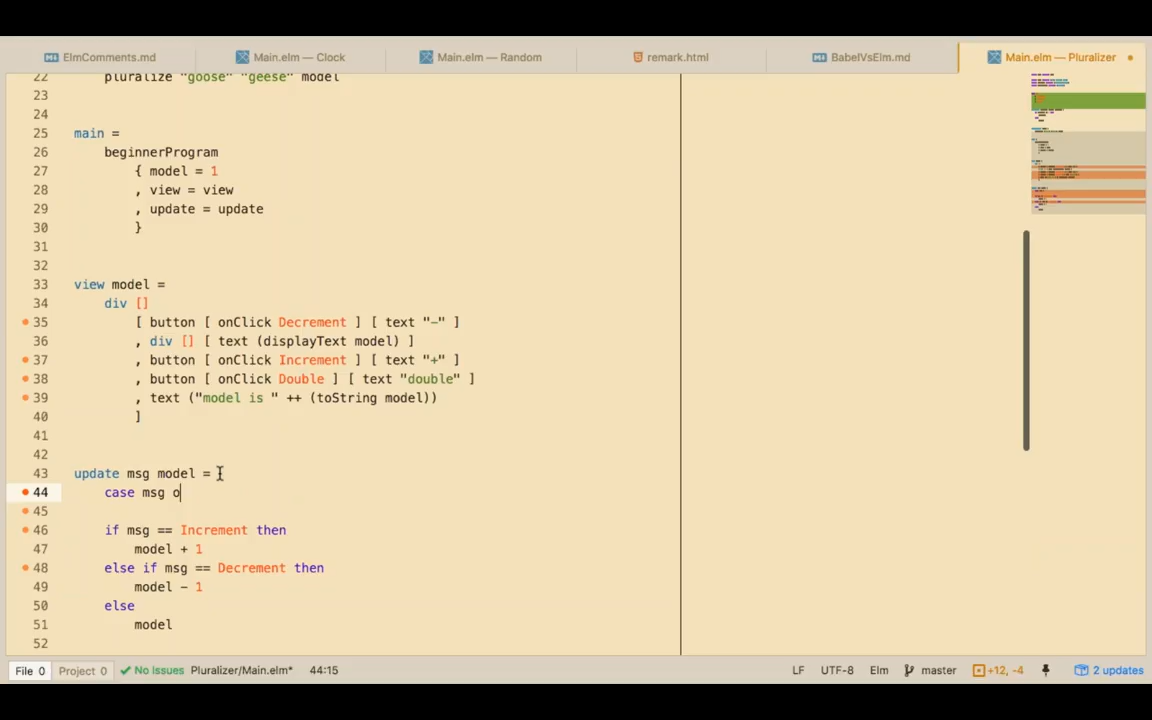 ElmComments.md Main.elm — Clock Main.elm — Random remark.html BabelVsElm.md Main.elm — Pluralizer
22 pluralize "goose" "geese" model
23
24
25 main =
26 beginnerProgram
27 { model = 1
28 , view = view
29 , update = update
30 }
31
32
33 view model =
34 div []
35 [ button [ onClick Decrement ] [ text "-" ]
36 , div [] [ text (displayText model) ]
37 , button [ onClick Increment ] [ text "+" ]
38 , button [ onClick Double ] [ text "double" ]
39 , text ("model is " ++ (toString model))
40 ]
41
42
43 update msg model =
44 case msg o
45
46 if msg == Increment then
47 model + 1
48 else if msg == Decrement then
49 model - 1
50 else
51 model
52
File 0 Project 0 No Issues Pluralizer/Main.elm* 44:15 LF UTF-8 Elm master +12, -4 2 updates